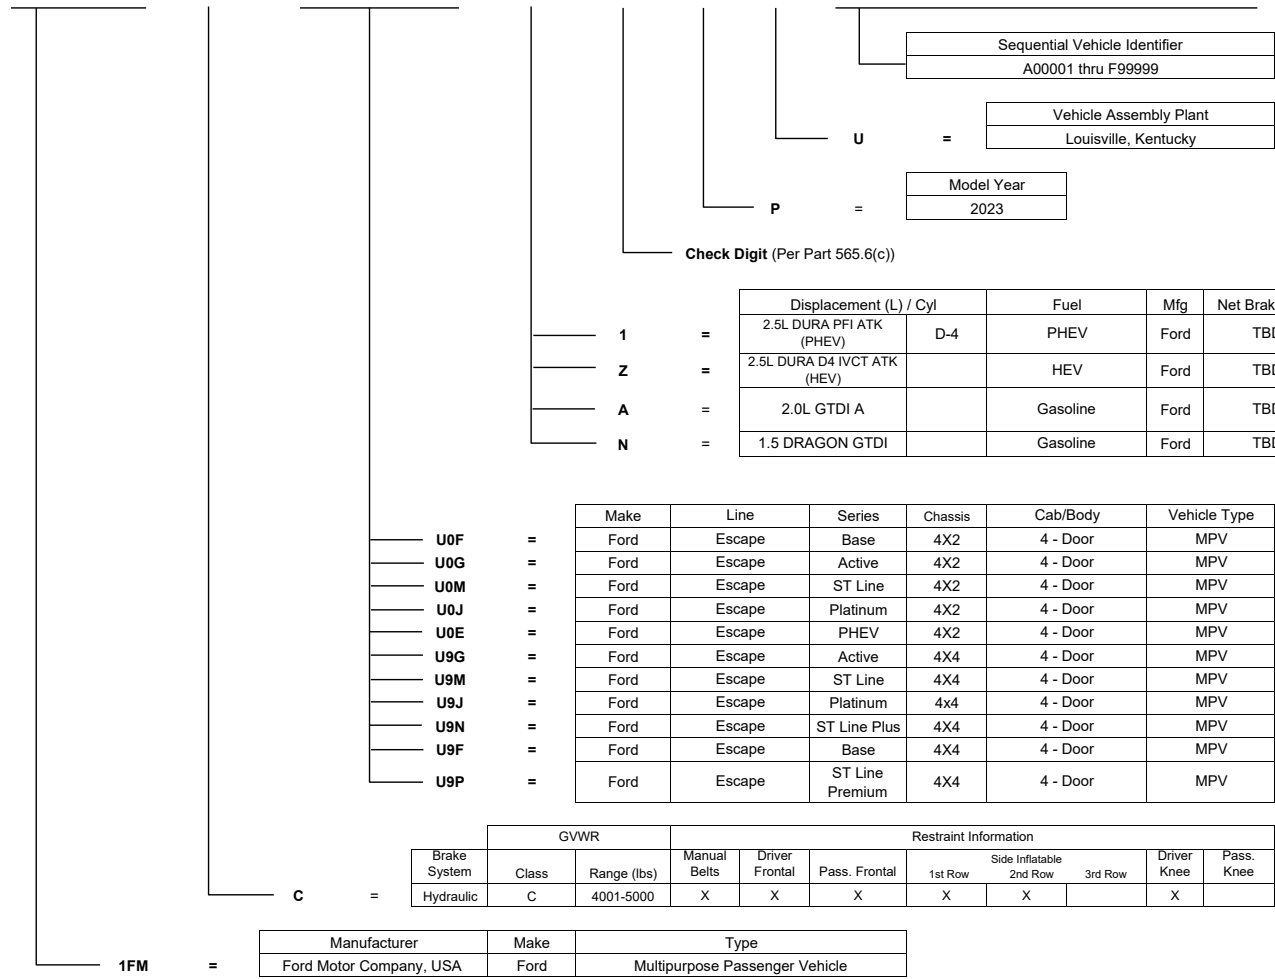 Sequential Vehicle Identifier
A00001 thru F99999
Vehicle Assembly Plant
U = Louisville, Kentucky
Model Year
P = 2023
Check Digit (Per Part 565.6(c))
Displacement (L) / Cyl Fuel Mfg Net Brak
1 = 2.5L DURA PFI ATK (PHEV) D-4 PHEV Ford TBD
Z = 2.5L DURA D4 IVCT ATK (HEV) HEV Ford TBD
A = 2.0L GTDI A Gasoline Ford TBD
N = 1.5 DRAGON GTDI Gasoline Ford TBD
Make Line Series Chassis Cab/Body Vehicle Type
U0F = Ford Escape Base 4X2 4 - Door MPV
U0G = Ford Escape Active 4X2 4 - Door MPV
U0M = Ford Escape ST Line 4X2 4 - Door MPV
U0J = Ford Escape Platinum 4X2 4 - Door MPV
U0E = Ford Escape PHEV 4X2 4 - Door MPV
U9G = Ford Escape Active 4X4 4 - Door MPV
U9M = Ford Escape ST Line 4X4 4 - Door MPV
U9J = Ford Escape Platinum 4x4 4 - Door MPV
U9N = Ford Escape ST Line Plus 4X4 4 - Door MPV
U9F = Ford Escape Base 4X4 4 - Door MPV
U9P = Ford Escape ST Line Premium 4X4 4 - Door MPV
GVWR Restraint Information
Brake System Class Range (lbs) Manual Belts Driver Frontal Pass. Frontal Side Inflatable 1st Row 2nd Row 3rd Row Driver Knee Pass. Knee
C = Hydraulic C 4001-5000 X X X X X X
Manufacturer Make Type
1FM = Ford Motor Company, USA Ford Multipurpose Passenger Vehicle